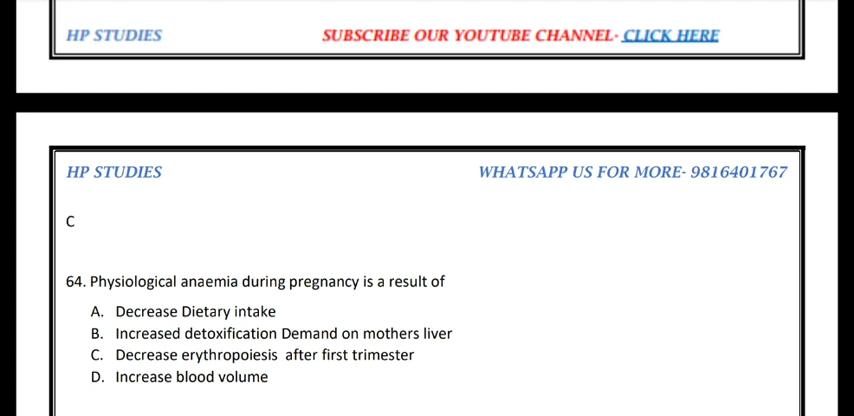 HP STUDIES SUBSCRIBE OUR YOUTUBE CHANNEL- CLICK HERE
HP STUDIES WHATSAPP US FOR MORE- 9816401767
C
64. Physiological anaemia during pregnancy is a result of
A. Decrease Dietary intake
B. Increased detoxification Demand on mothers liver
C. Decrease erythropoiesis after first trimester
D. Increase blood volume